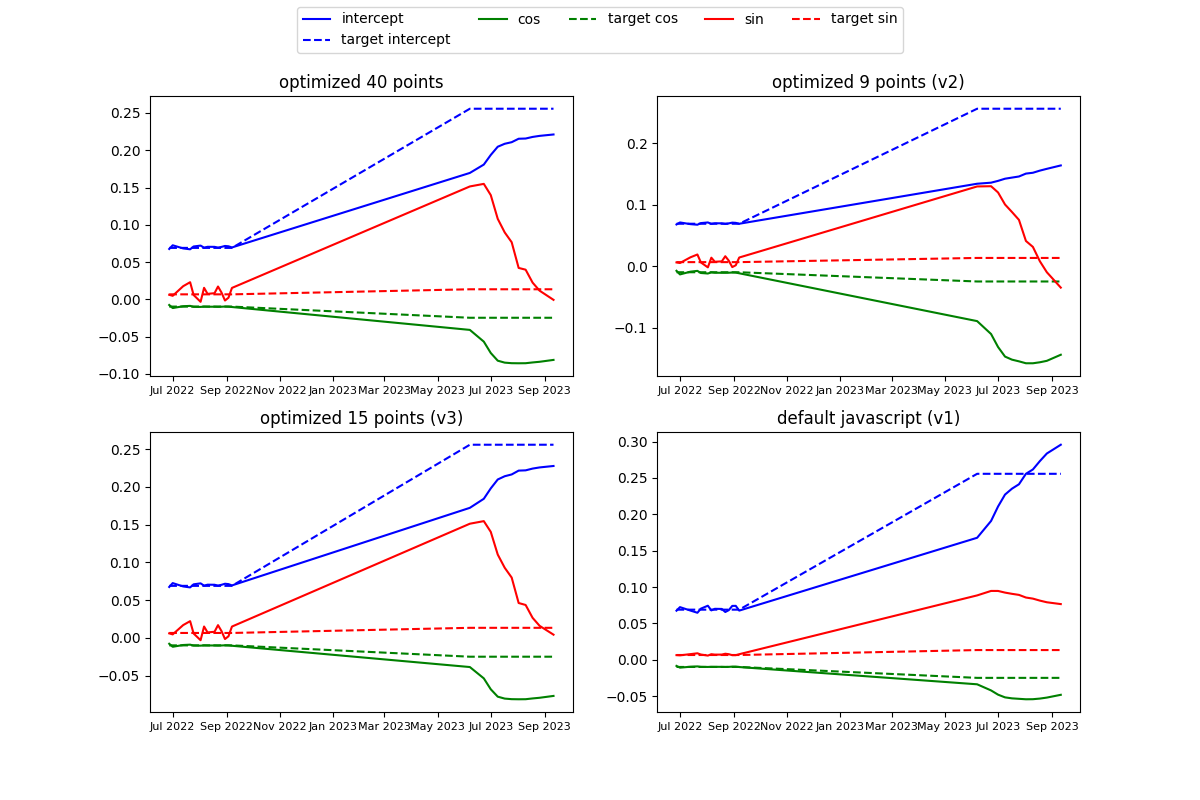 intercept cos target cos sin target sin
target intercept
optimized 40 points
0.25
0.20
0.15
0.10
0.05
0.00
−0.05
−0.10
Jul 2022 Sep 2022 Nov 2022 Jan 2023 Mar 2023 May 2023 Jul 2023 Sep 2023
optimized 9 points (v2)
0.2
0.1
0.0
−0.1
Jul 2022 Sep 2022 Nov 2022 Jan 2023 Mar 2023 May 2023 Jul 2023 Sep 2023
optimized 15 points (v3)
0.25
0.20
0.15
0.10
0.05
0.00
−0.05
Jul 2022 Sep 2022 Nov 2022 Jan 2023 Mar 2023 May 2023 Jul 2023 Sep 2023
default javascript (v1)
0.30
0.25
0.20
0.15
0.10
0.05
0.00
−0.05
Jul 2022 Sep 2022 Nov 2022 Jan 2023 Mar 2023 May 2023 Jul 2023 Sep 2023